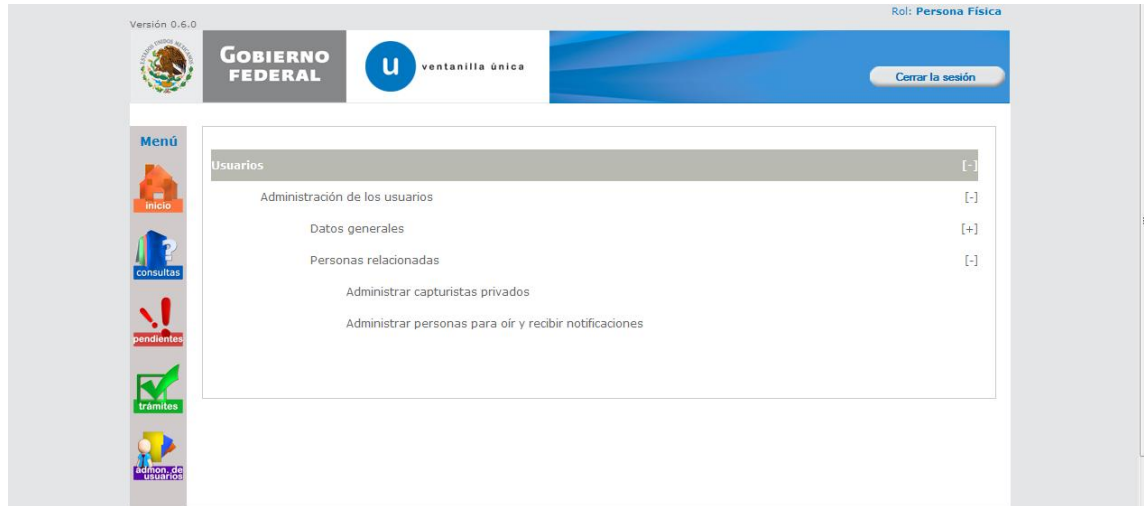 Rol: Persona Física
Versión 0.6.0
GOBIERNO
FEDERAL
u ventanilla única
Cerrar la sesión
Menú
Usuarios [-]
inicio
Administración de los usuarios [-]
Datos generales [+]
consultas
Personas relacionadas [-]
Administrar capturistas privados
Administrar personas para oír y recibir notificaciones
pendientes
trámites
admon. de
usuarios